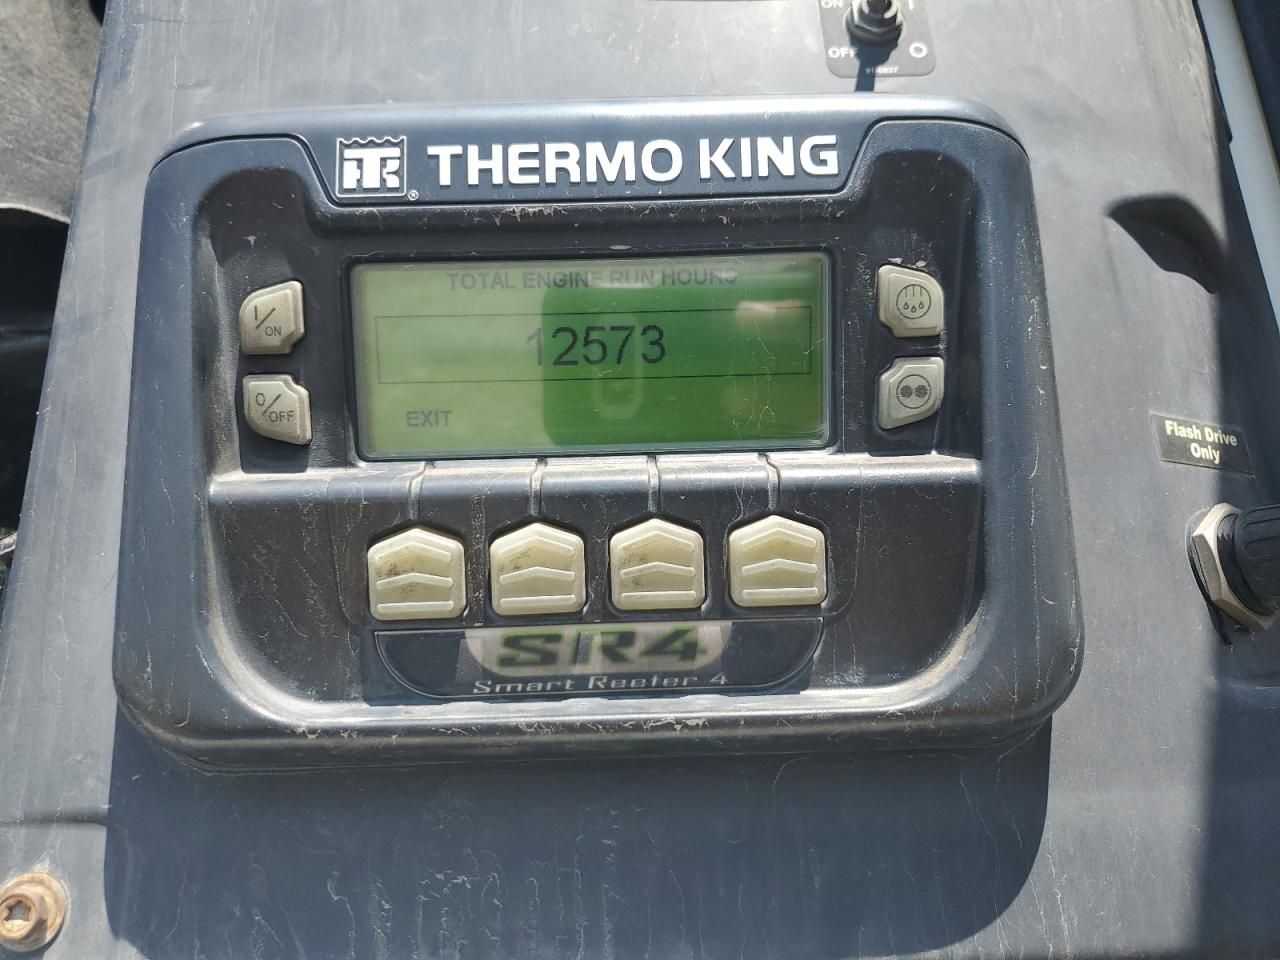 ON I
OFF O
THERMO KING
®
TOTAL ENGINE RUN HOURS
12573
EXIT
I/ON
O/OFF
Flash Drive
Only
SR4
Smart Reefer 4